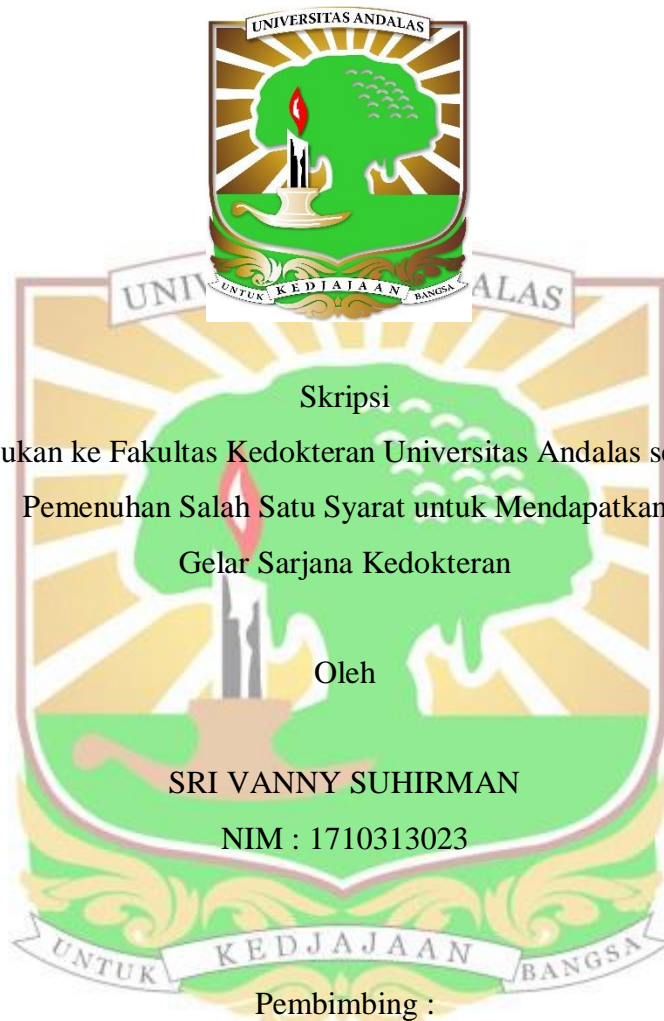 UNIVERSITAS ANDALAS
UNTUK KEDJAJAAN BANGSA
Skripsi
ukan ke Fakultas Kedokteran Universitas Andalas se
Pemenuhan Salah Satu Syarat untuk Mendapatkan
Gelar Sarjana Kedokteran
Oleh
SRI VANNY SUHIRMAN
NIM : 1710313023
UNTUK KEDJAJAAN BANGSA
Pembimbing :